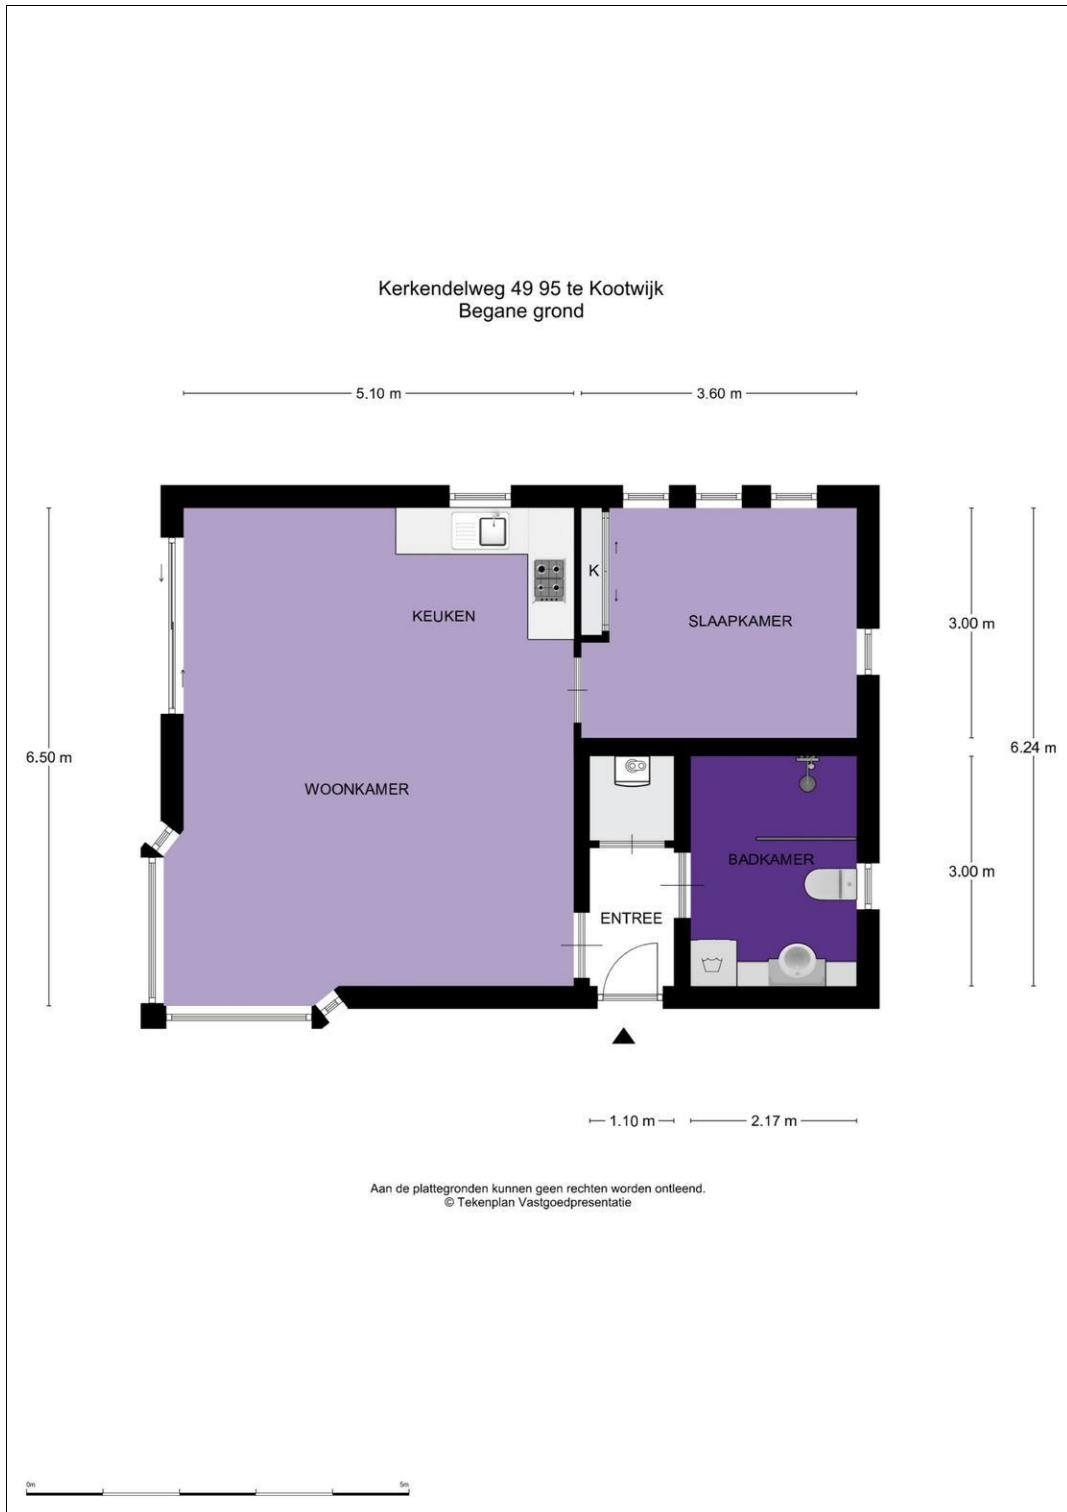 Kerkendelweg 49 95 te Kootwijk
Begane grond
5.10 m
3.60 m
K
KEUKEN
SLAAPKAMER
3.00 m
6.50 m
6.24 m
WOONKAMER
BADKAMER
3.00 m
ENTREE
1.10 m
2.17 m
Aan de plattegronden kunnen geen rechten worden ontleend.
© Tekenplan Vastgoedpresentatie
0m
5m